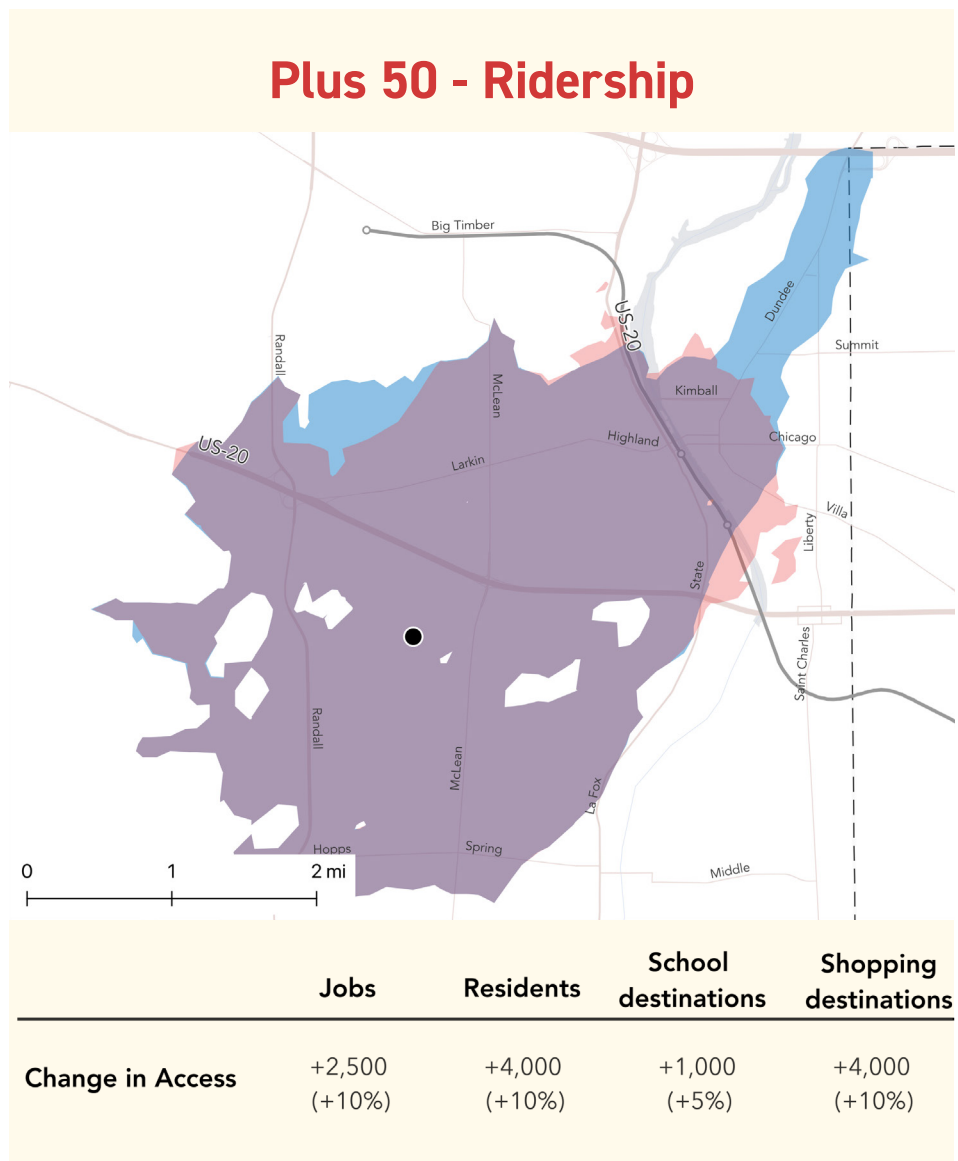 Plus 50 - Ridership
Big Timber
Dundee
US-20
Summit
Randall
McLean
Kimball
Highland
Chicago
US-20
Larkin
Villa
Liberty
State
Saint Charles
Randall
McLean
La Fox
Hopps
Spring
Middle
0 1 2 mi
Jobs Residents School destinations Shopping destinations
Change in Access
+2,500 +4,000 +1,000 +4,000
(+10%) (+10%) (+5%) (+10%)